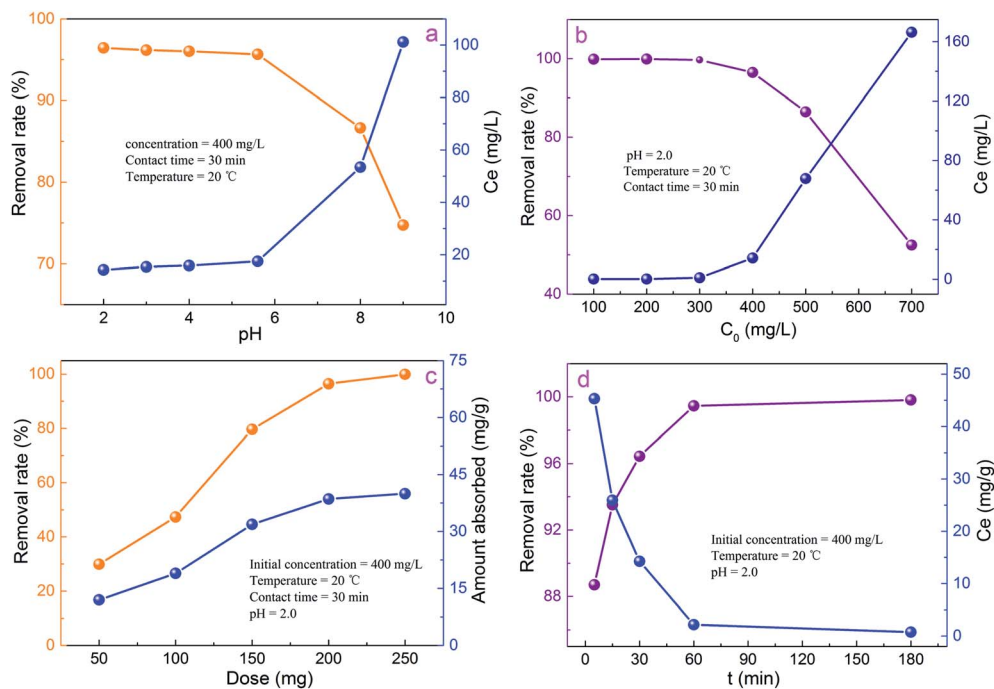 a
100
90
80
70
Removal rate (%)
100
80
60
40
20
0
Ce (mg/L)
concentration = 400 mg/L
Contact time = 30 min
Temperature = 20 ℃
2
4
6
8
10
pH
b
100
80
60
40
Removal rate (%)
160
120
80
40
0
Ce (mg/L)
pH = 2.0
Temperature = 20 ℃
Contact time = 30 min
100
200
300
400
500
600
700
C0 (mg/L)
c
100
80
60
40
20
0
Removal rate (%)
75
60
45
30
15
0
Amount absorbed (mg/g)
Initial concentration = 400 mg/L
Temperature = 20 ℃
Contact time = 30 min
pH = 2.0
50
100
150
200
250
Dose (mg)
d
100
96
92
88
Removal rate (%)
50
40
30
20
10
0
Ce (mg/g)
Initial concentration = 400 mg/L
Temperature = 20 ℃
pH = 2.0
0
30
60
90
120
150
180
t (min)